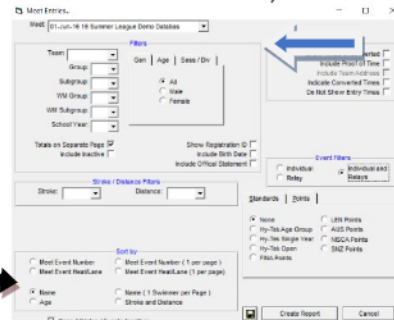 Meet Entries..
Meet: 01-Jun-16 16 Summer League Demo Databas
Filters
Team:
Group:
Subgroup:
WM Group:
WM Subgroup:
School Year:
Gen | Age | Sess / Div
All
Male
Female
Include Proof of Time
Include Team Address
Indicate Converted Times
Do Not Show Entry Times
Totals on Separate Page
Include Inactive
Show Registration ID
Include Birth Date
Include Official Statement
Event Filters
Individual
Relay
Individual and Relays
Stroke / Distance Filters
Stroke:
Distance:
Standards | Points
None
Hy-Tek Age Group
Hy-Tek Single Year
Hy-Tek Open
FINA Points
LEN Points
AUS Points
NISCA Points
SNZ Points
Sort by
Meet Event Number
Meet Event Heat/Lane
Meet Event Number ( 1 per page )
Meet Event Heat/Lane (1 per page)
Name
Age
Name ( 1 Swimmer per Page )
Stroke and Distance
Create Report
Cancel